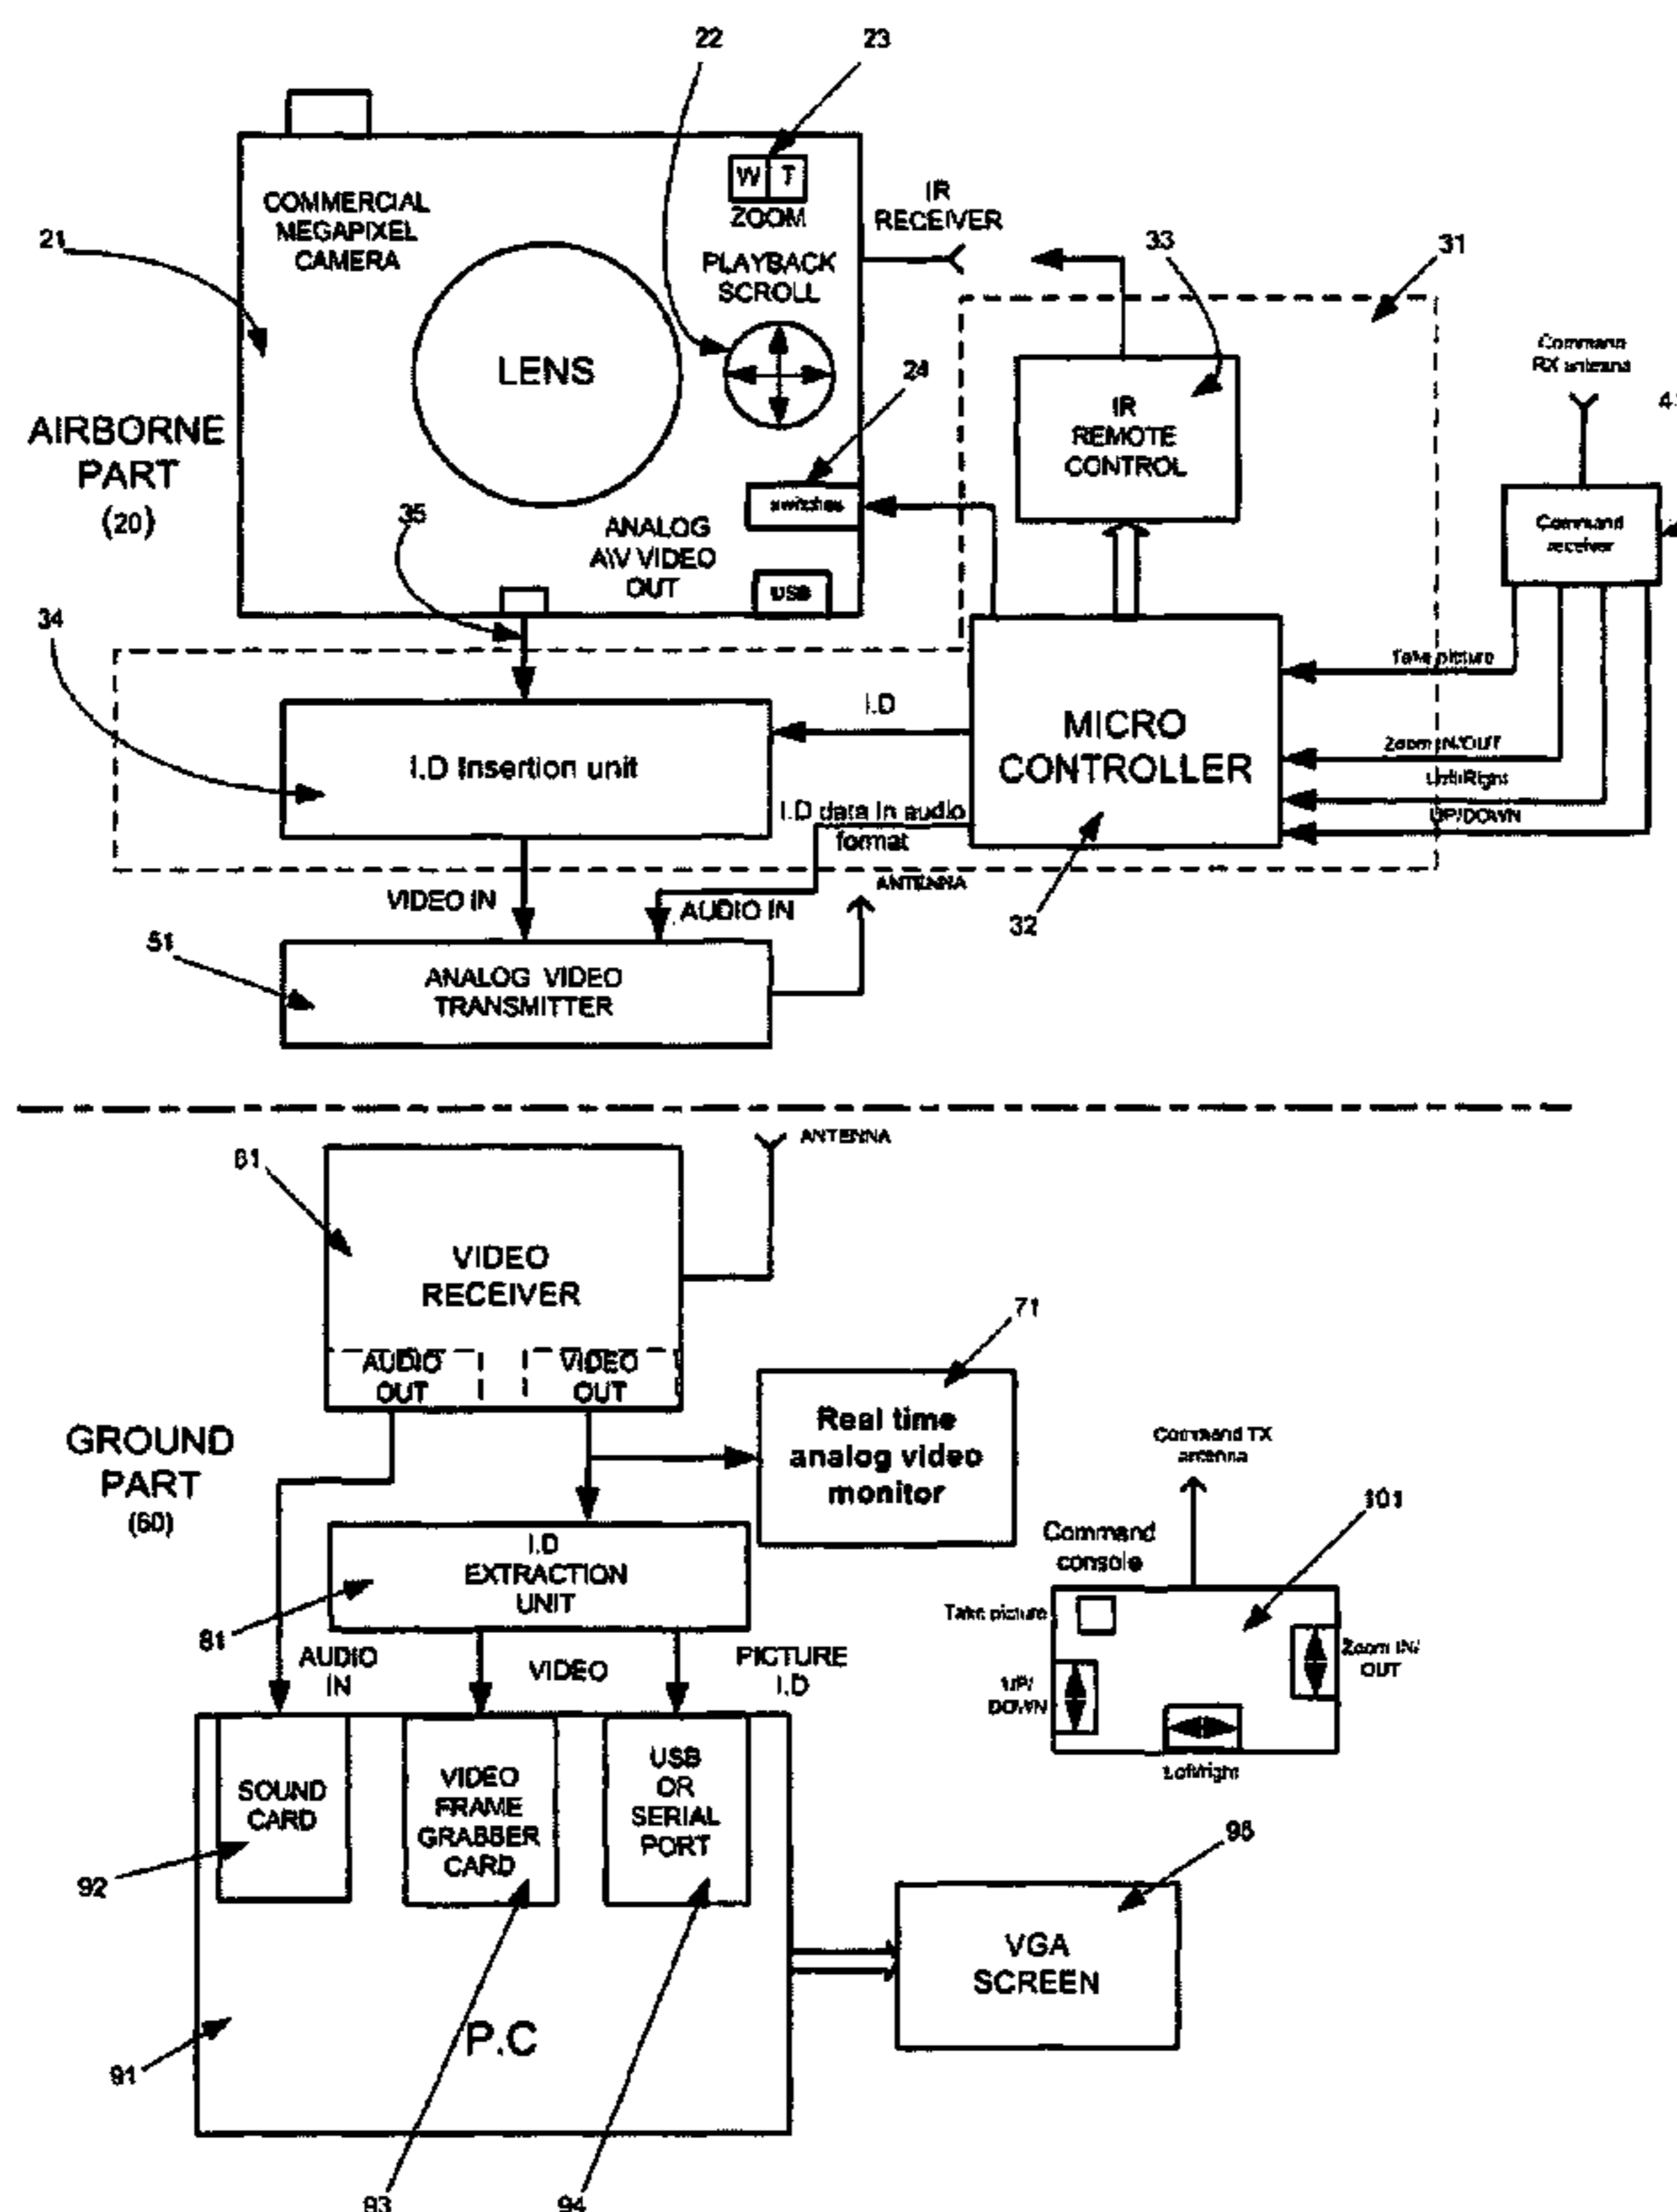 22
23
COMMERCIAL
MEGAPIXEL
CAMERA
W T
ZOOM
IR
RECEIVER
21
PLAYBACK
SCROLL
33
31
LENS
24
IR
REMOTE
CONTROL
Command
RX antenna
AIRBORNE
PART
(20)
35
switches
Command
receiver
ANALOG
A\V VIDEO
OUT
USB
34
Take picture
I.D
MICRO
CONTROLLER
Zoom IN/OUT
Left/Right
UP/DOWN
I.D Insertion unit
I.D data in audio
format
VIDEO IN
AUDIO IN
ANTENNA
32
51
ANALOG VIDEO
TRANSMITTER
ANTENNA
61
VIDEO
RECEIVER
71
AUDIO
OUT
VIDEO
OUT
Real time
analog video
monitor
GROUND
PART
(60)
Command TX
antenna
101
Command
console
I.D
EXTRACTION
UNIT
81
Take picture
AUDIO
IN
VIDEO
PICTURE
I.D
UP/
DOWN
Zoom IN/
OUT
Left/right
SOUND
CARD
VIDEO
FRAME
GRABBER
CARD
USB
OR
SERIAL
PORT
92
95
VGA
SCREEN
P.C
91
93
94